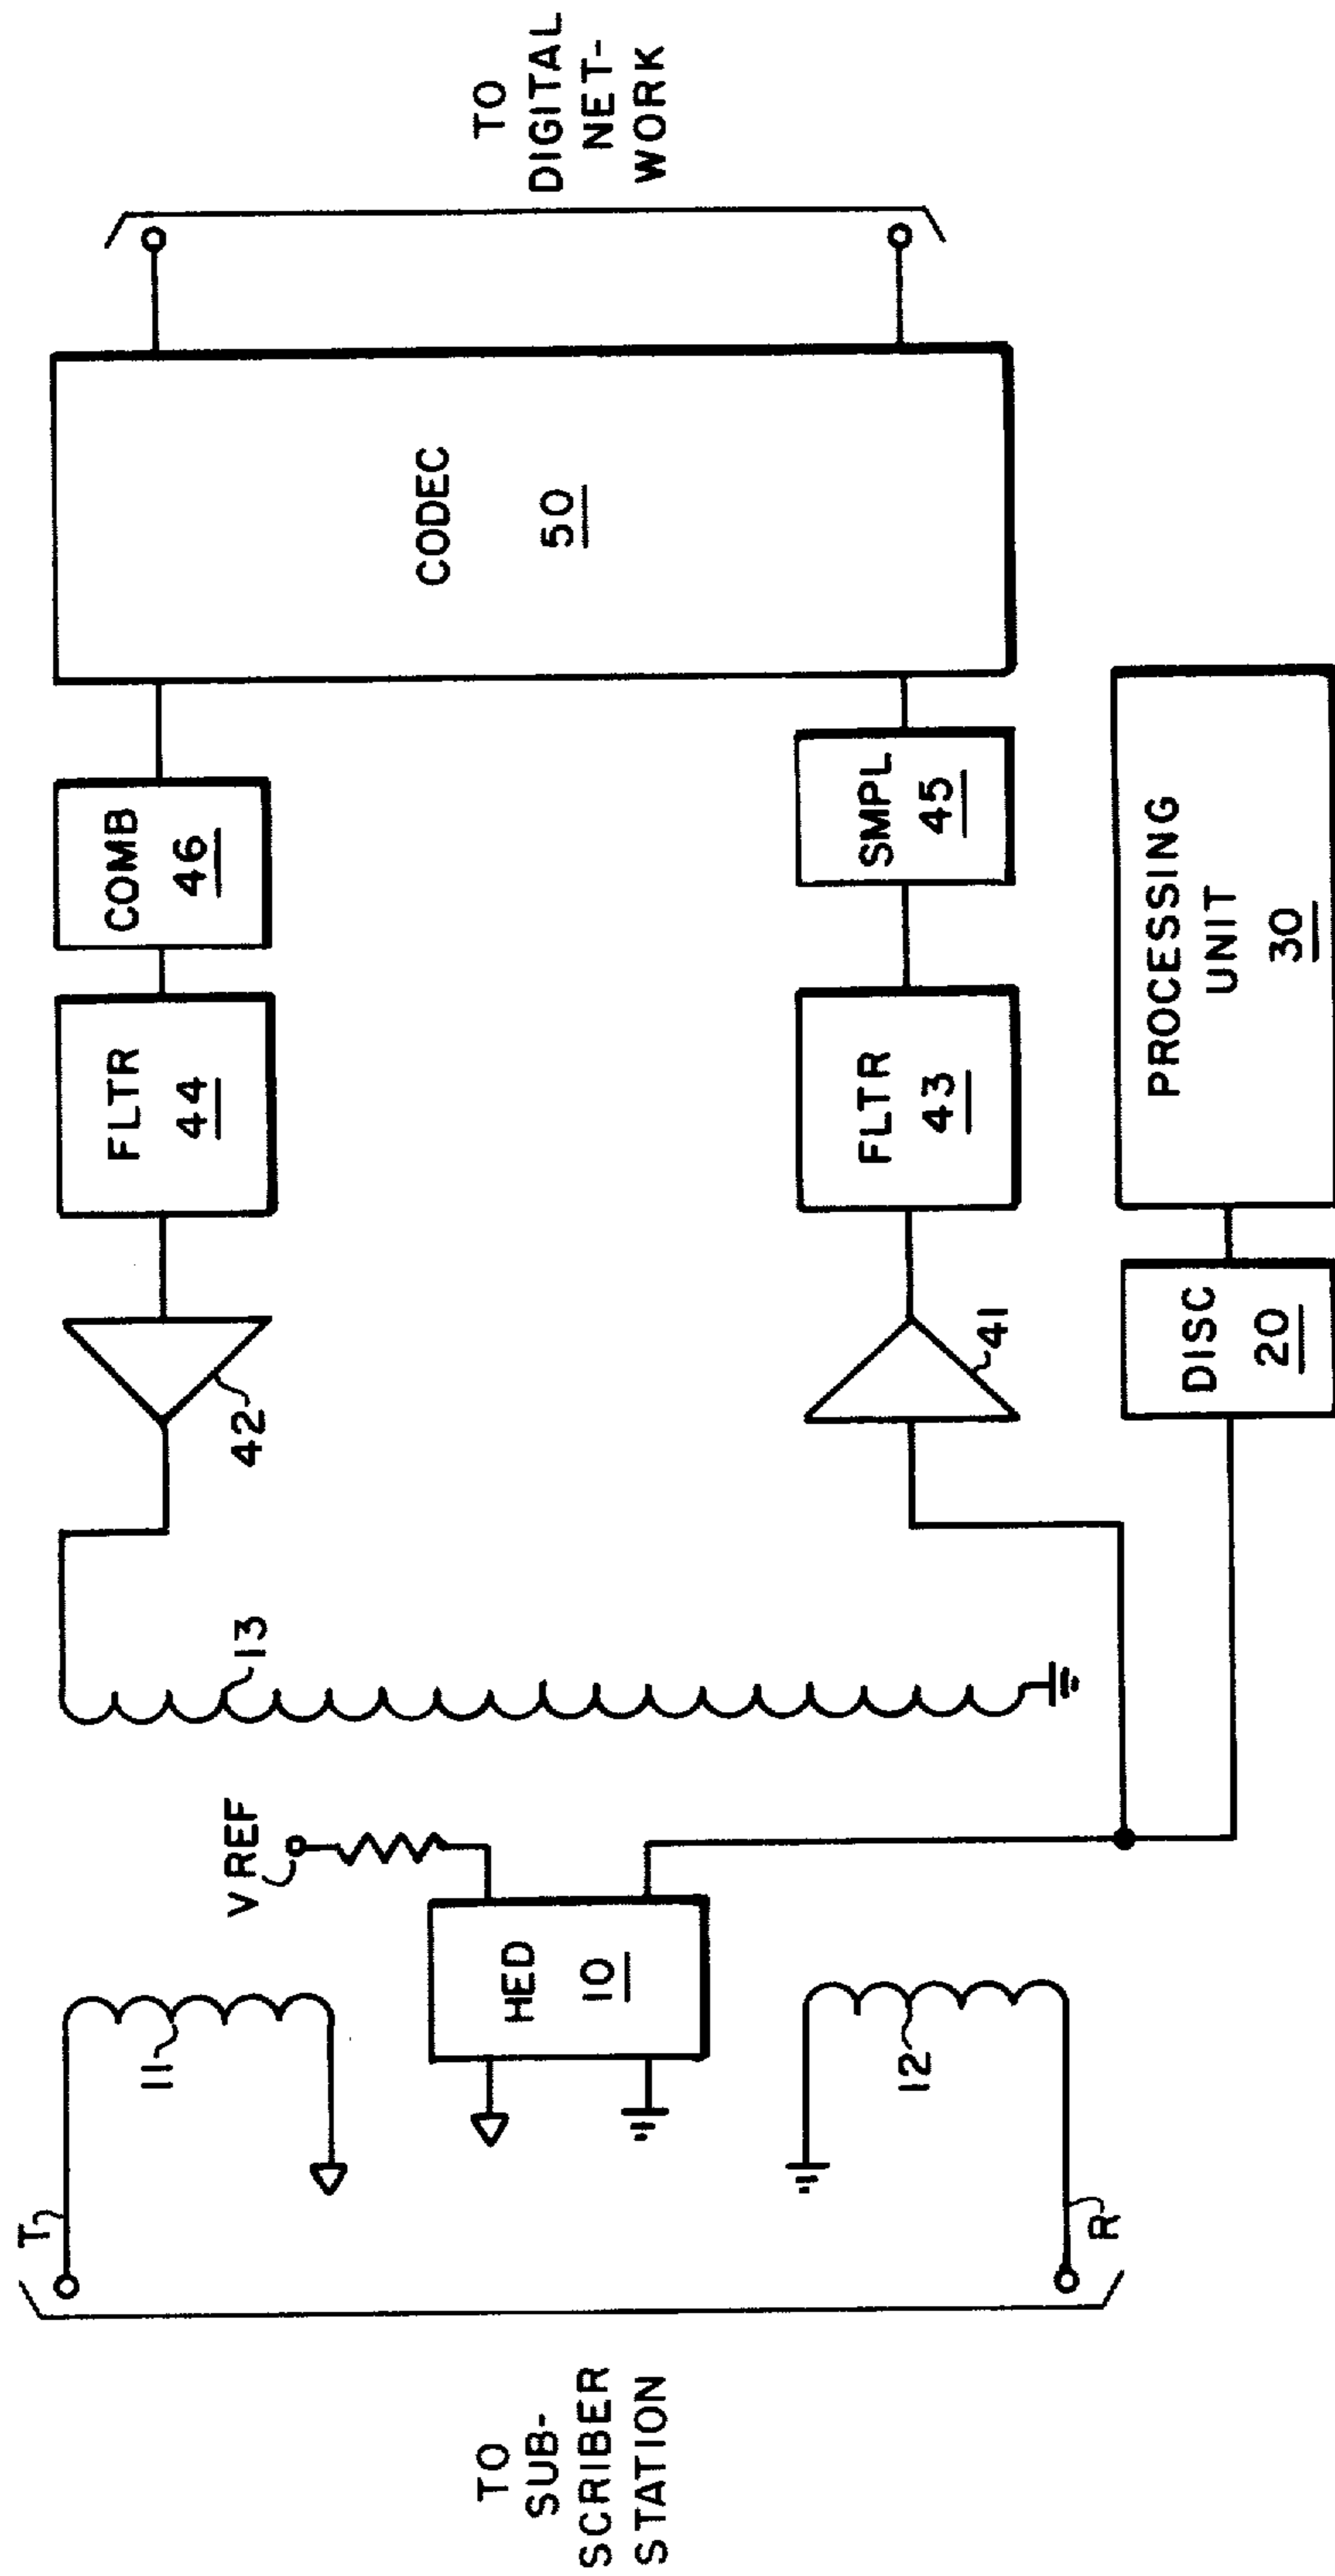 TO
SUB-
SCRIBER
STATION
T
R
11
12
HED
10
V REF
13
42
41
FLTR
44
COMB
46
FLTR
43
SMPL
45
DISC
20
PROCESSING
UNIT
30
CODEC
50
TO
DIGITAL
NET-
WORK